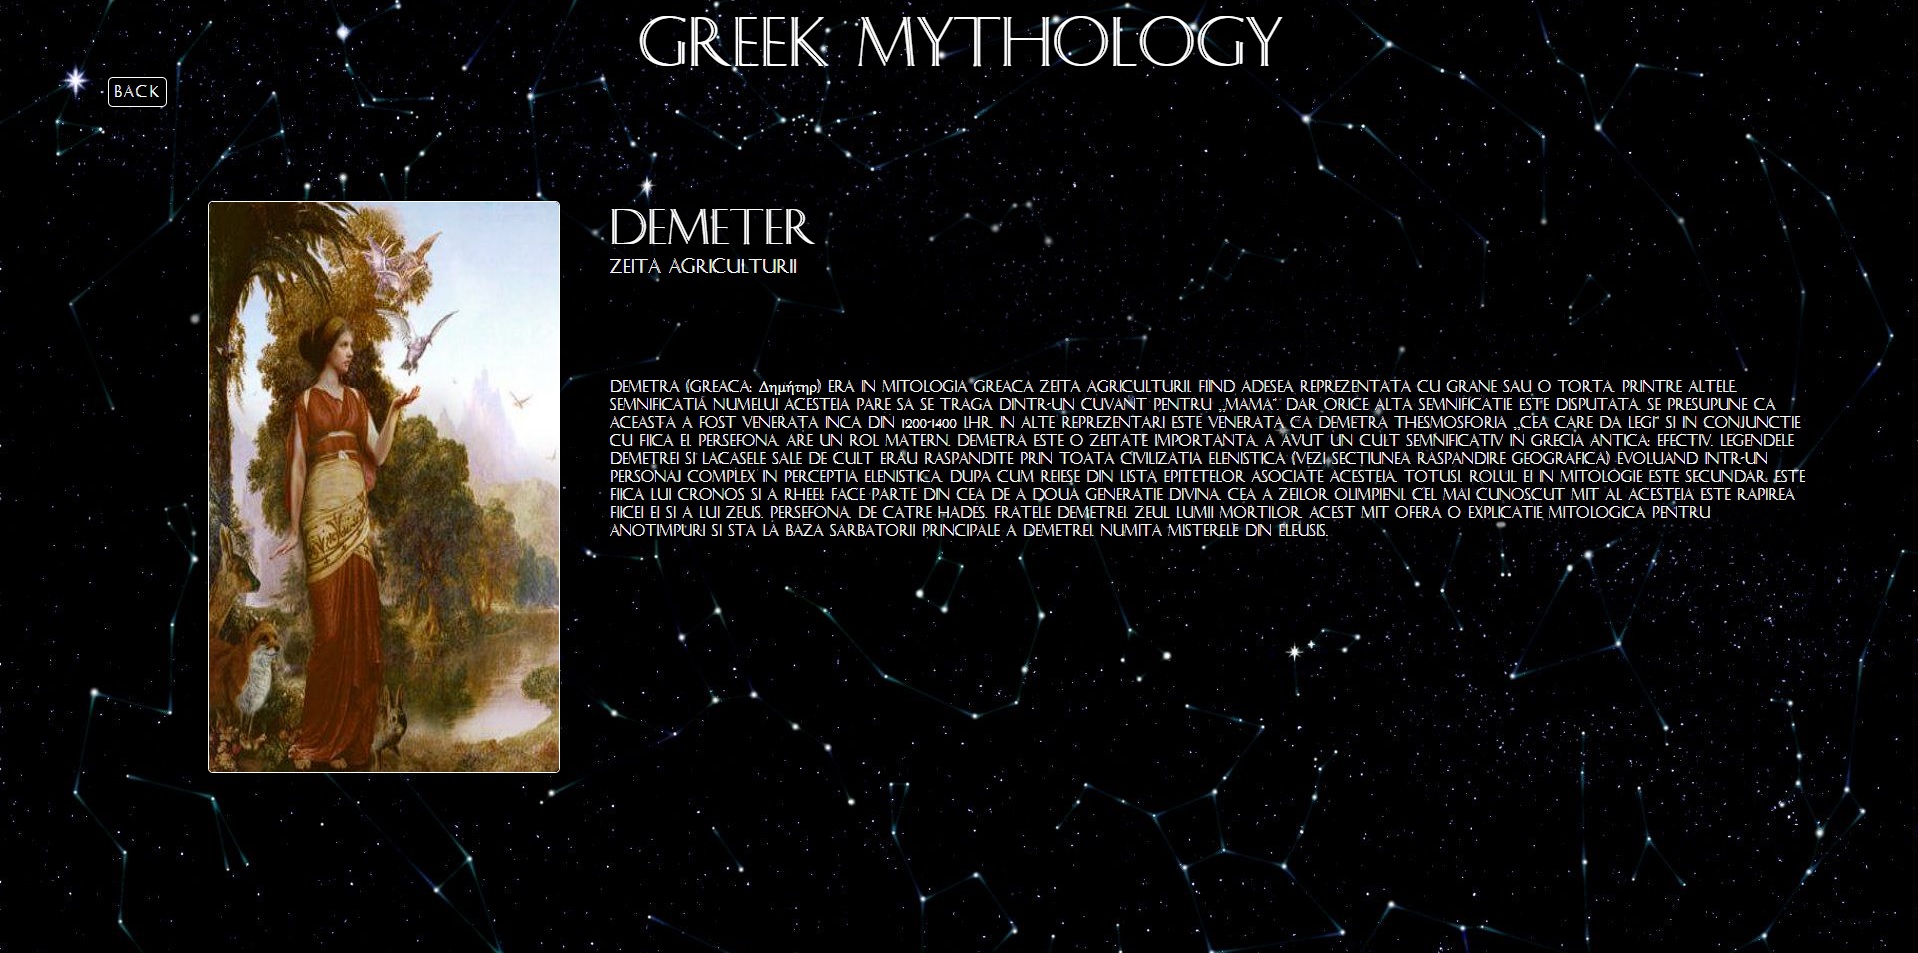 GREEK MYTHOLOGY
BACK
DEMETER
ZEITA AGRICULTURII
DEMETRA (GREACA: Δημήτηρ) ERA IN MITOLOGIA GREACA ZEITA AGRICULTURII, FIIND ADESEA REPREZENTATA CU GRANE SAU O TORTA. PRINTRE ALTELE,
SEMNIFICATIA NUMELUI ACESTEIA PARE SA SE TRAGA DINTR-UN CUVANT PENTRU ,,MAMA". DAR ORICE ALTA SEMNIFICATIE ESTE DISPUTATA. SE PRESUPUNE CA
ACEASTA A FOST VENERATA INCA DIN 1200-1400 I.HR. IN ALTE REPREZENTARI ESTE VENERATA CA DEMETRA THESMOSFORIA ,,CEA CARE DA LEGI" SI IN CONJUNCTIE
CU FIICA EI, PERSEFONA, ARE UN ROL MATERN. DEMETRA ESTE O ZEITATE IMPORTANTA, A AVUT UN CULT SEMNIFICATIV IN GRECIA ANTICA; EFECTIV, LEGENDELE
DEMETREI SI LACASELE SALE DE CULT ERAU RASPANDITE PRIN TOATA CIVILIZATIA ELENISTICA (VEZI SECTIUNEA RASPANDIRE GEOGRAFICA) EVOLUAND INTR-UN
PERSONAJ COMPLEX IN PERCEPTIA ELENISTICA, DUPA CUM REIESE DIN LISTA EPITETELOR ASOCIATE ACESTEIA. TOTUSI, ROLUL EI IN MITOLOGIE ESTE SECUNDAR, ESTE
FIICA LUI CRONOS SI A RHEEI; FACE PARTE DIN CEA DE A DOUA GENERATIE DIVINA, CEA A ZEILOR OLIMPIENI. CEL MAI CUNOSCUT MIT AL ACESTEIA ESTE RAPIREA
FIICEI EI SI A LUI ZEUS, PERSEFONA, DE CATRE HADES, FRATELE DEMETREI, ZEUL LUMII MORTILOR. ACEST MIT OFERA O EXPLICATIE MITOLOGICA PENTRU
ANOTIMPURI SI STA LA BAZA SARBATORII PRINCIPALE A DEMETREI, NUMITA MISTERELE DIN ELEUSIS.